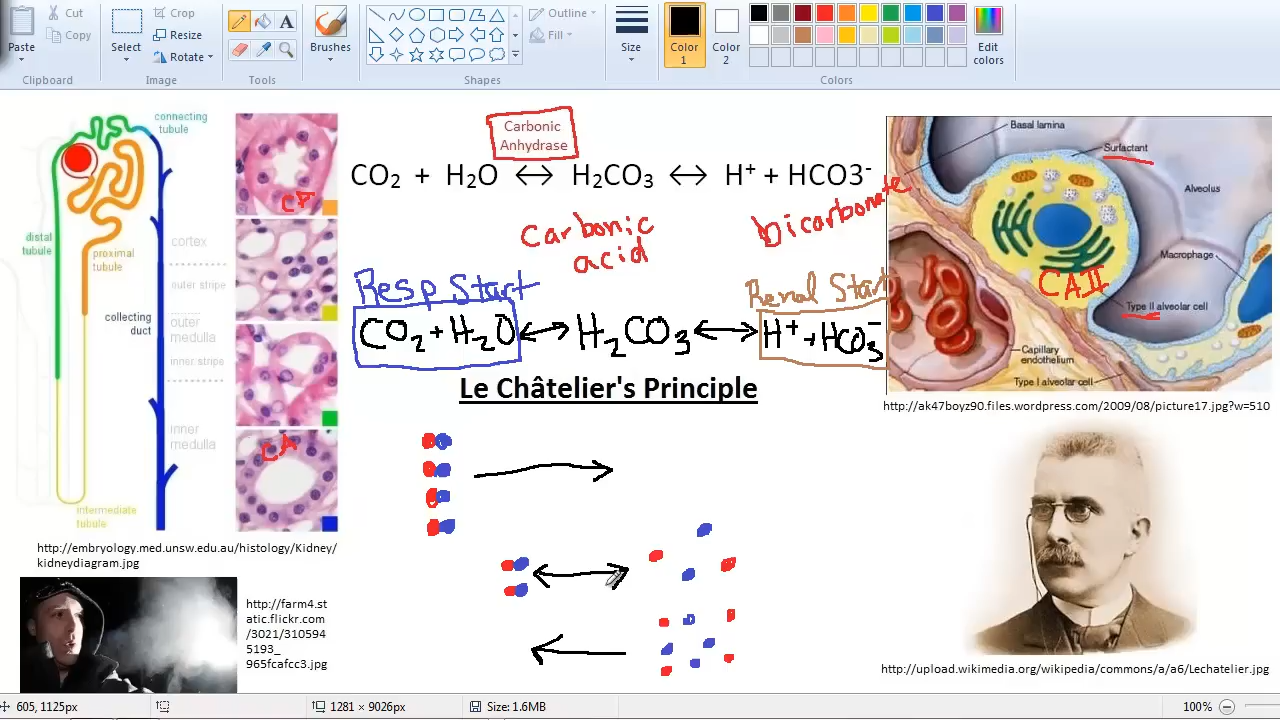 Cut
Copy
Paste
Clipboard
Select
Crop
Resize
Rotate
Image
A
Tools
Brushes
Shapes
Outline
Fill
Size
Color
1
Color
2
Colors
Edit
colors
connecting
tubule
distal
tubule
proximal
tubule
collecting
duct
cortex
outer stripe
outer
medulla
inner stripe
inner
medulla
intermediate
tubule
CA
http://embryology.med.unsw.edu.au/histology/Kidney/
kidneydiagram.jpg
http://farm4.st
atic.flickr.com
/3021/310594
5193_
965fcafcc3.jpg
Carbonic
Anhydrase
CO2 + H2O ↔ H2CO3 ↔ H+ + HCO3-
carbonic
acid
bicarbonate
Resp Start
Renal Start
CO2 + H2O ↔ H2CO3 ↔ H+ + HCO3-
Le Châtelier's Principle
Basal lamina
Surfactant
Alveolus
Macrophage
CAII
Type II alveolar cell
Capillary
endothelium
Type I alveolar cell
http://ak47boyz90.files.wordpress.com/2009/08/picture17.jpg?w=510
http://upload.wikimedia.org/wikipedia/commons/a/a6/Lechatelier.jpg
605, 1125px
1281 × 9026px
Size: 1.6MB
100%